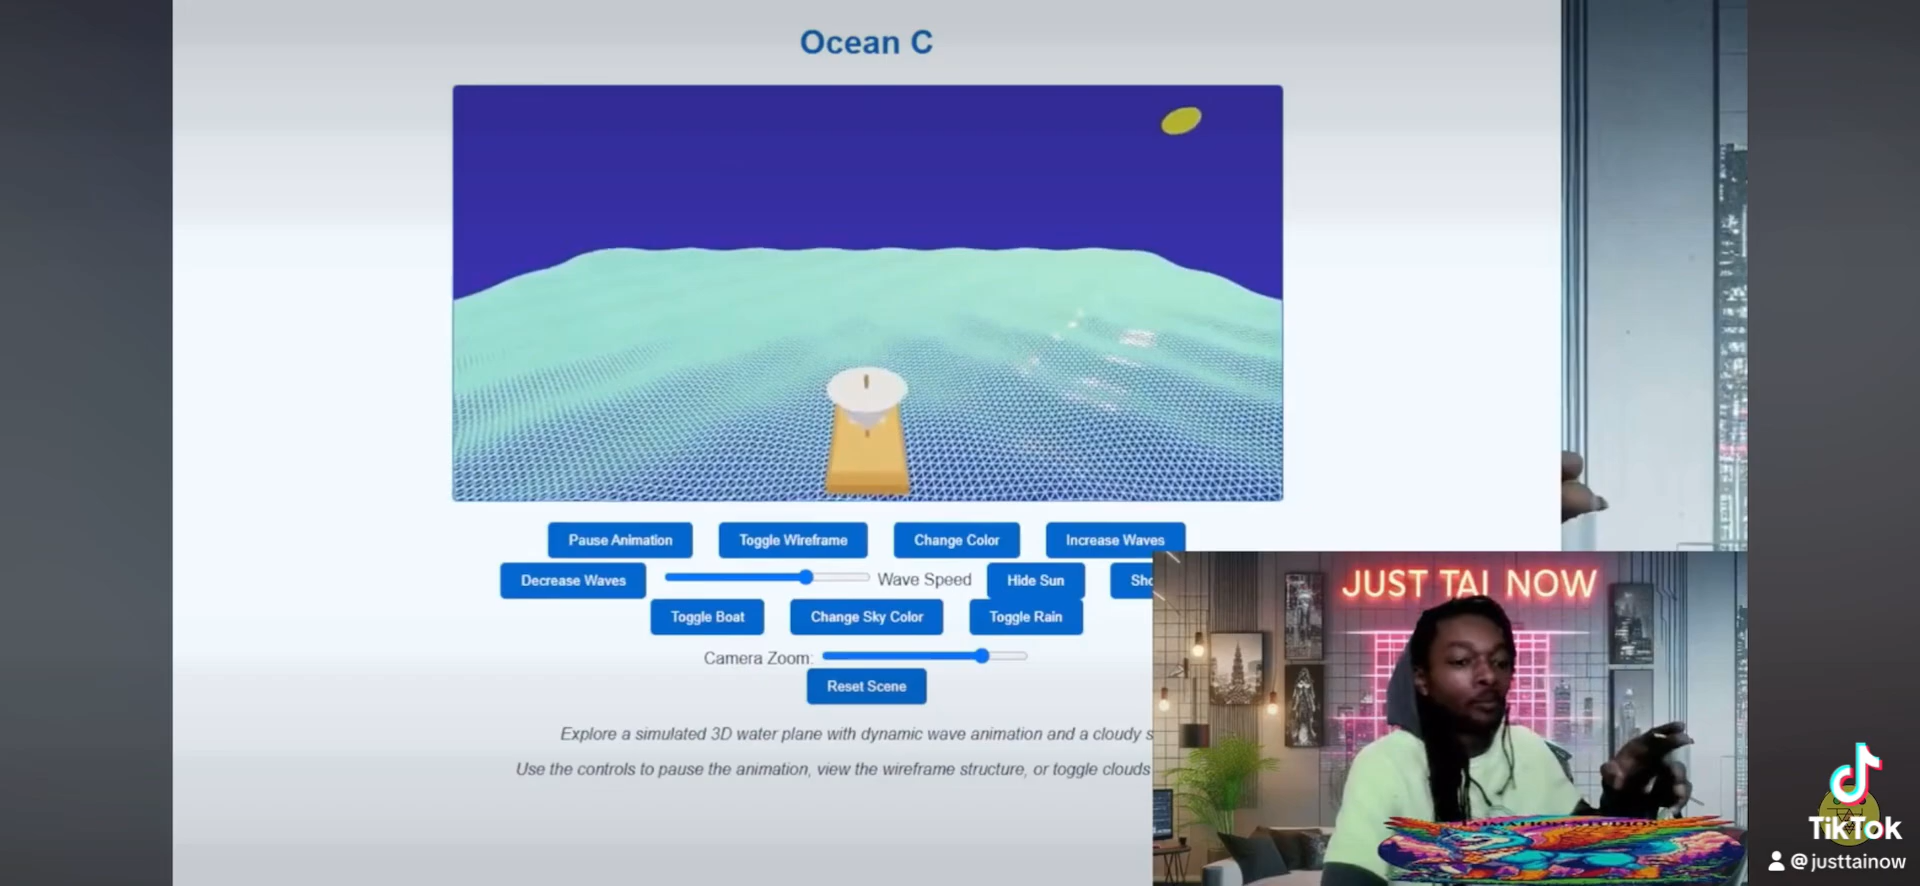 Ocean C
Pause Animation
Toggle Wireframe
Change Color
Increase Waves
Decrease Waves
Wave Speed
Hide Sun
Toggle Boat
Change Sky Color
Toggle Rain
Camera Zoom:
Reset Scene
Explore a simulated 3D water plane with dynamic wave animation and a cloudy
Use the controls to pause the animation, view the wireframe structure, or toggle clouds
JUST TAI NOW
TikTok
@justtainow